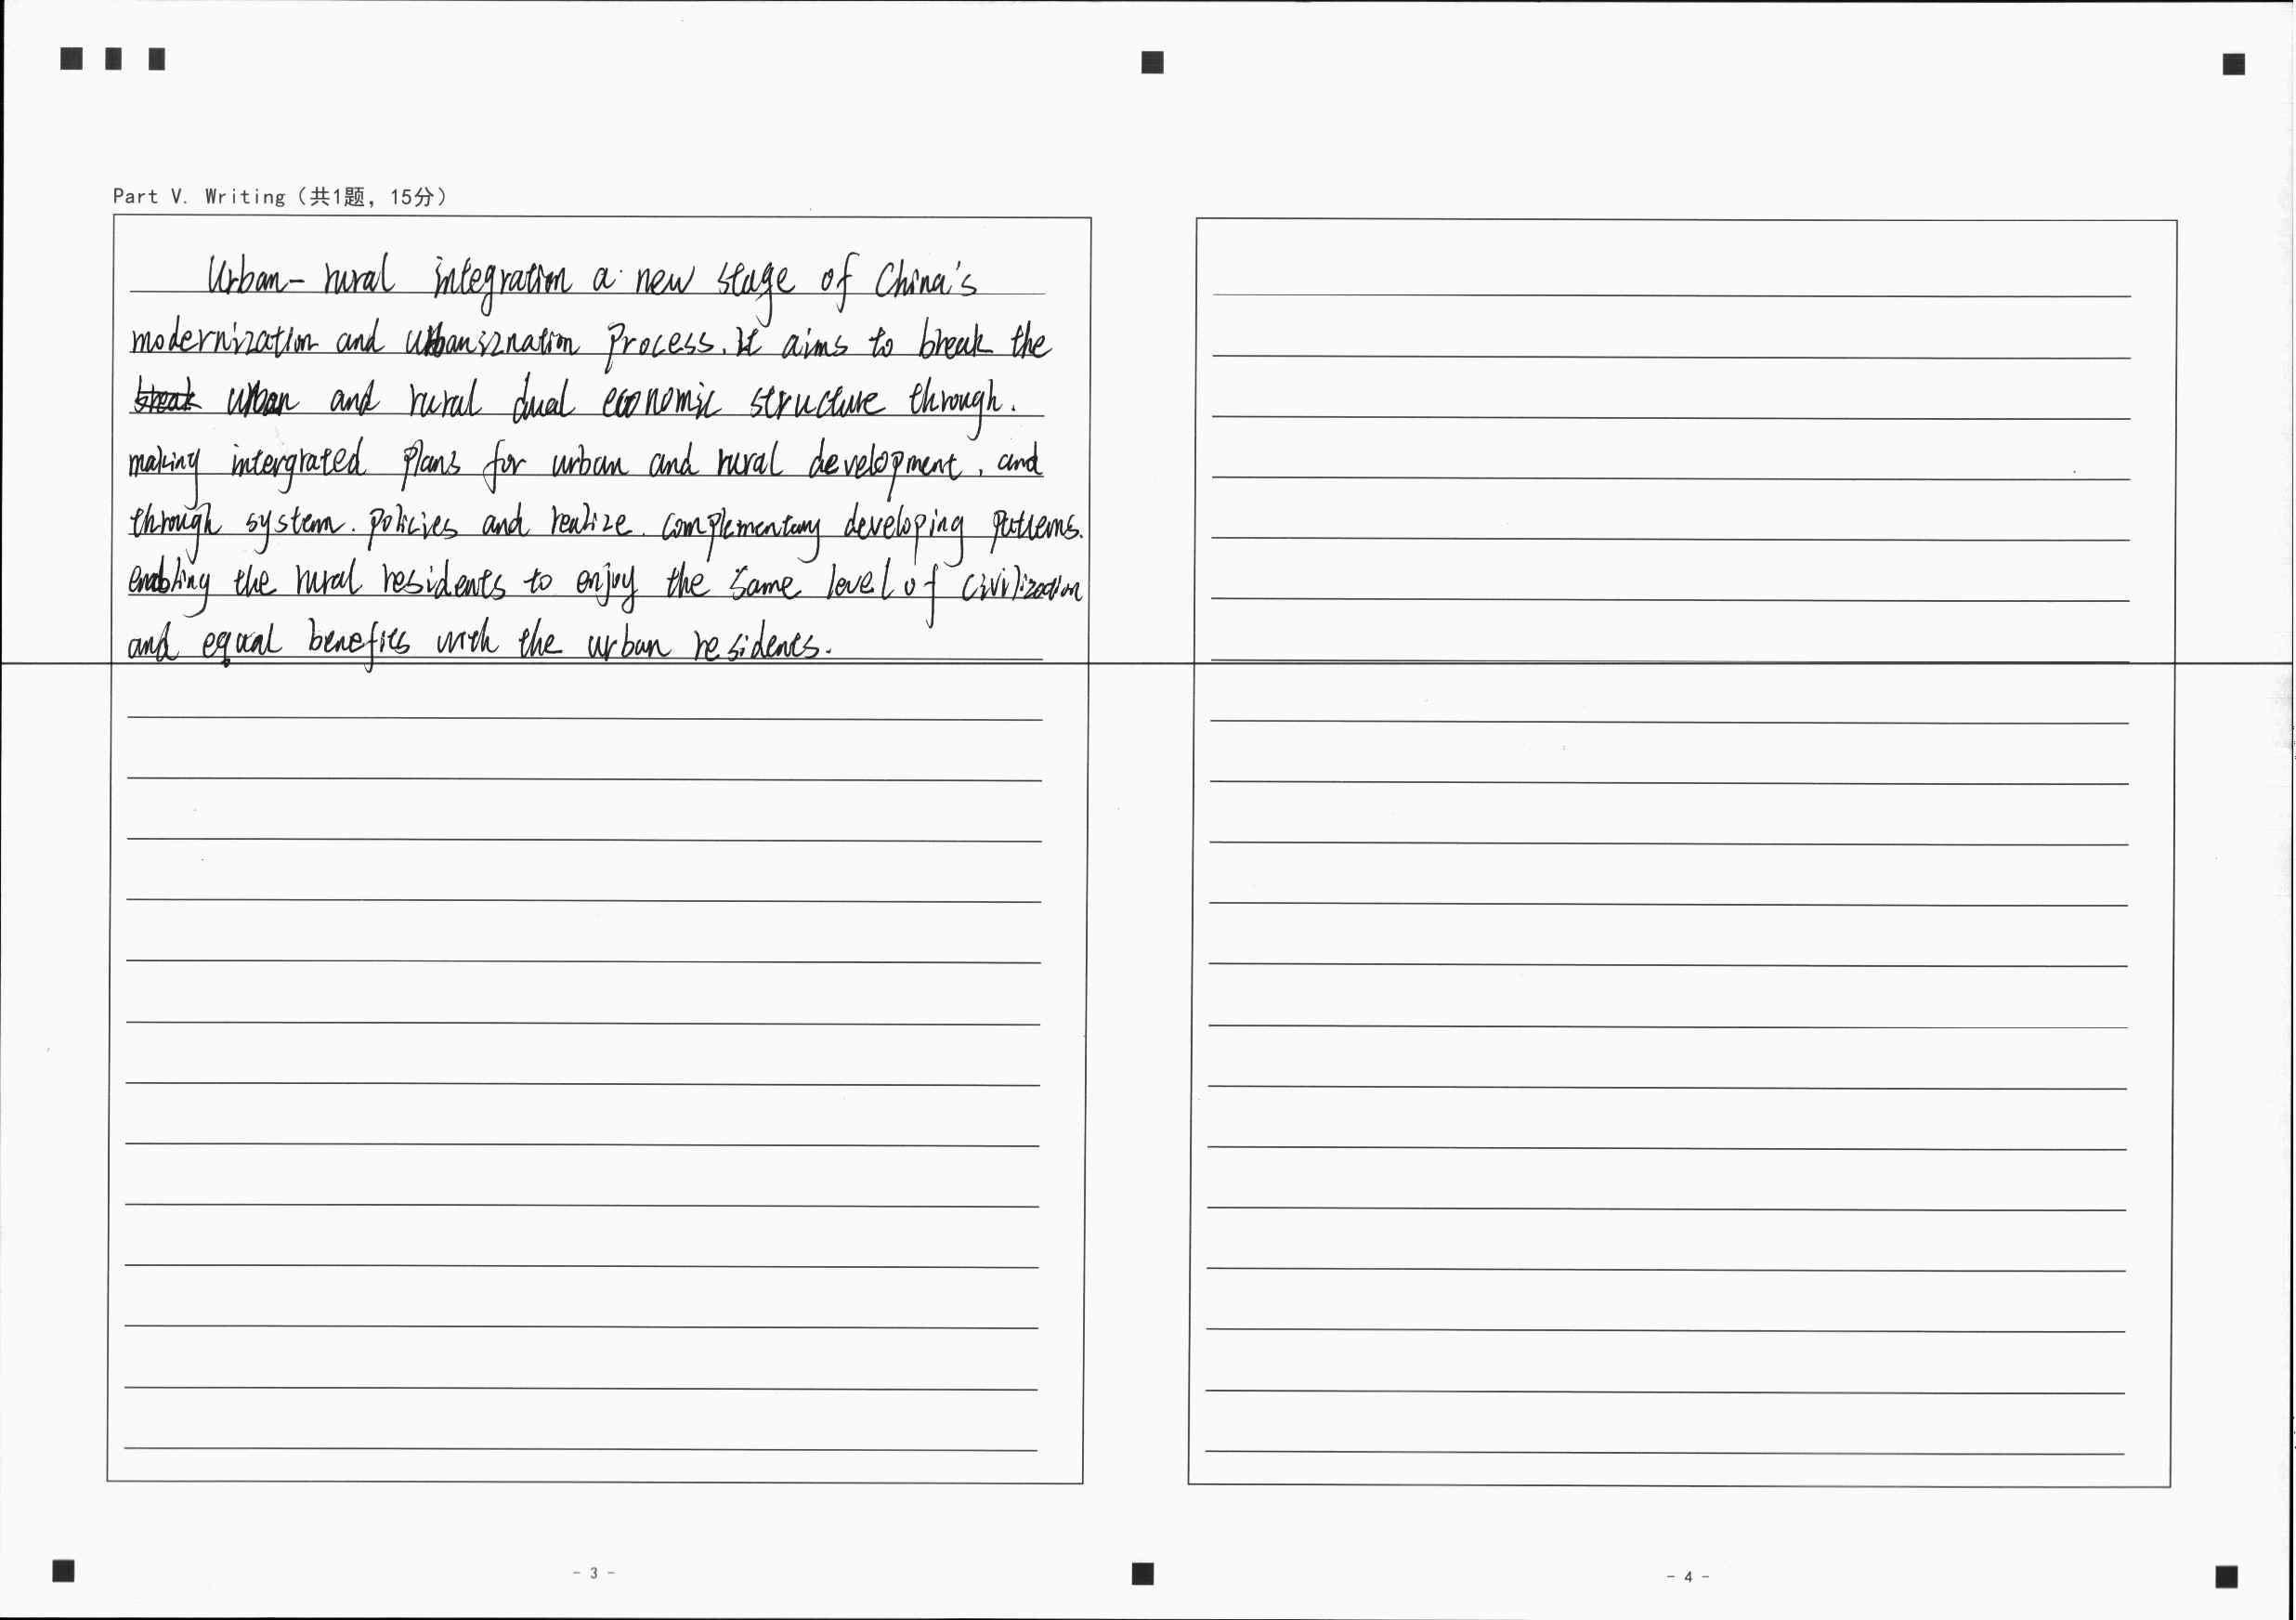 Part V. Writing (共1题, 15分)
Urban-rural integration a new stage of China's
modernization and urbanization process. It aims to break the
break urban and rural dual economic structure through.
making intergrated plans for urban and rural development, and
through system. policies and realize. complementary developing patterns.
enabling the rural residents to enjoy the same level of civilization
and equal benefits with the urban residents.
- 3 -
- 4 -